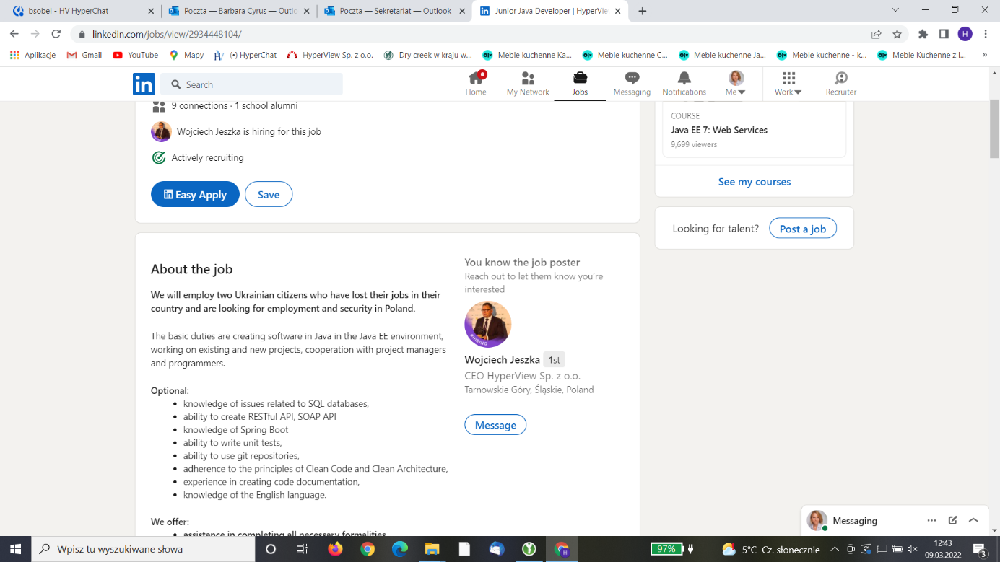 bsobel - HV HyperChat
Poczta — Barbara Cyrus — Outlo
Poczta — Sekretariat — Outlook
Junior Java Developer | HyperVie
linkedin.com/jobs/view/2934448104/
H
Aplikacje
Gmail
YouTube
Mapy
(•) HyperChat
HyperView Sp. z o.o.
Dry creek w kraju w...
Meble kuchenne Ka...
Meble kuchenne C...
Meble kuchenne Ja...
Meble kuchenne - k...
Meble Kuchenne z l...
»
in
Search
Home
My Network
Jobs
Messaging
Notifications
Me
Work
Recruiter
9 connections · 1 school alumni
Wojciech Jeszka is hiring for this job
Actively recruiting
Easy Apply
Save
COURSE
Java EE 7: Web Services
9,699 viewers
See my courses
Looking for talent?
Post a job
About the job
We will employ two Ukrainian citizens who have lost their jobs in their
country and are looking for employment and security in Poland.
The basic duties are creating software in Java in the Java EE environment,
working on existing and new projects, cooperation with project managers
and programmers.
Optional:
• knowledge of issues related to SQL databases,
• ability to create RESTful API, SOAP API
• knowledge of Spring Boot
• ability to write unit tests,
• ability to use git repositories,
• adherence to the principles of Clean Code and Clean Architecture,
• experience in creating code documentation,
• knowledge of the English language.
We offer:
• assistance in completing all necessary formalities
You know the job poster
Reach out to let them know you’re
interested
#HIRING
Wojciech Jeszka 1st
CEO HyperView Sp. z o.o.
Tarnowskie Góry, Śląskie, Poland
Message
Messaging
Wpisz tu wyszukiwane słowa
97%
5°C Cz. słonecznie
12:43
09.03.2022
3